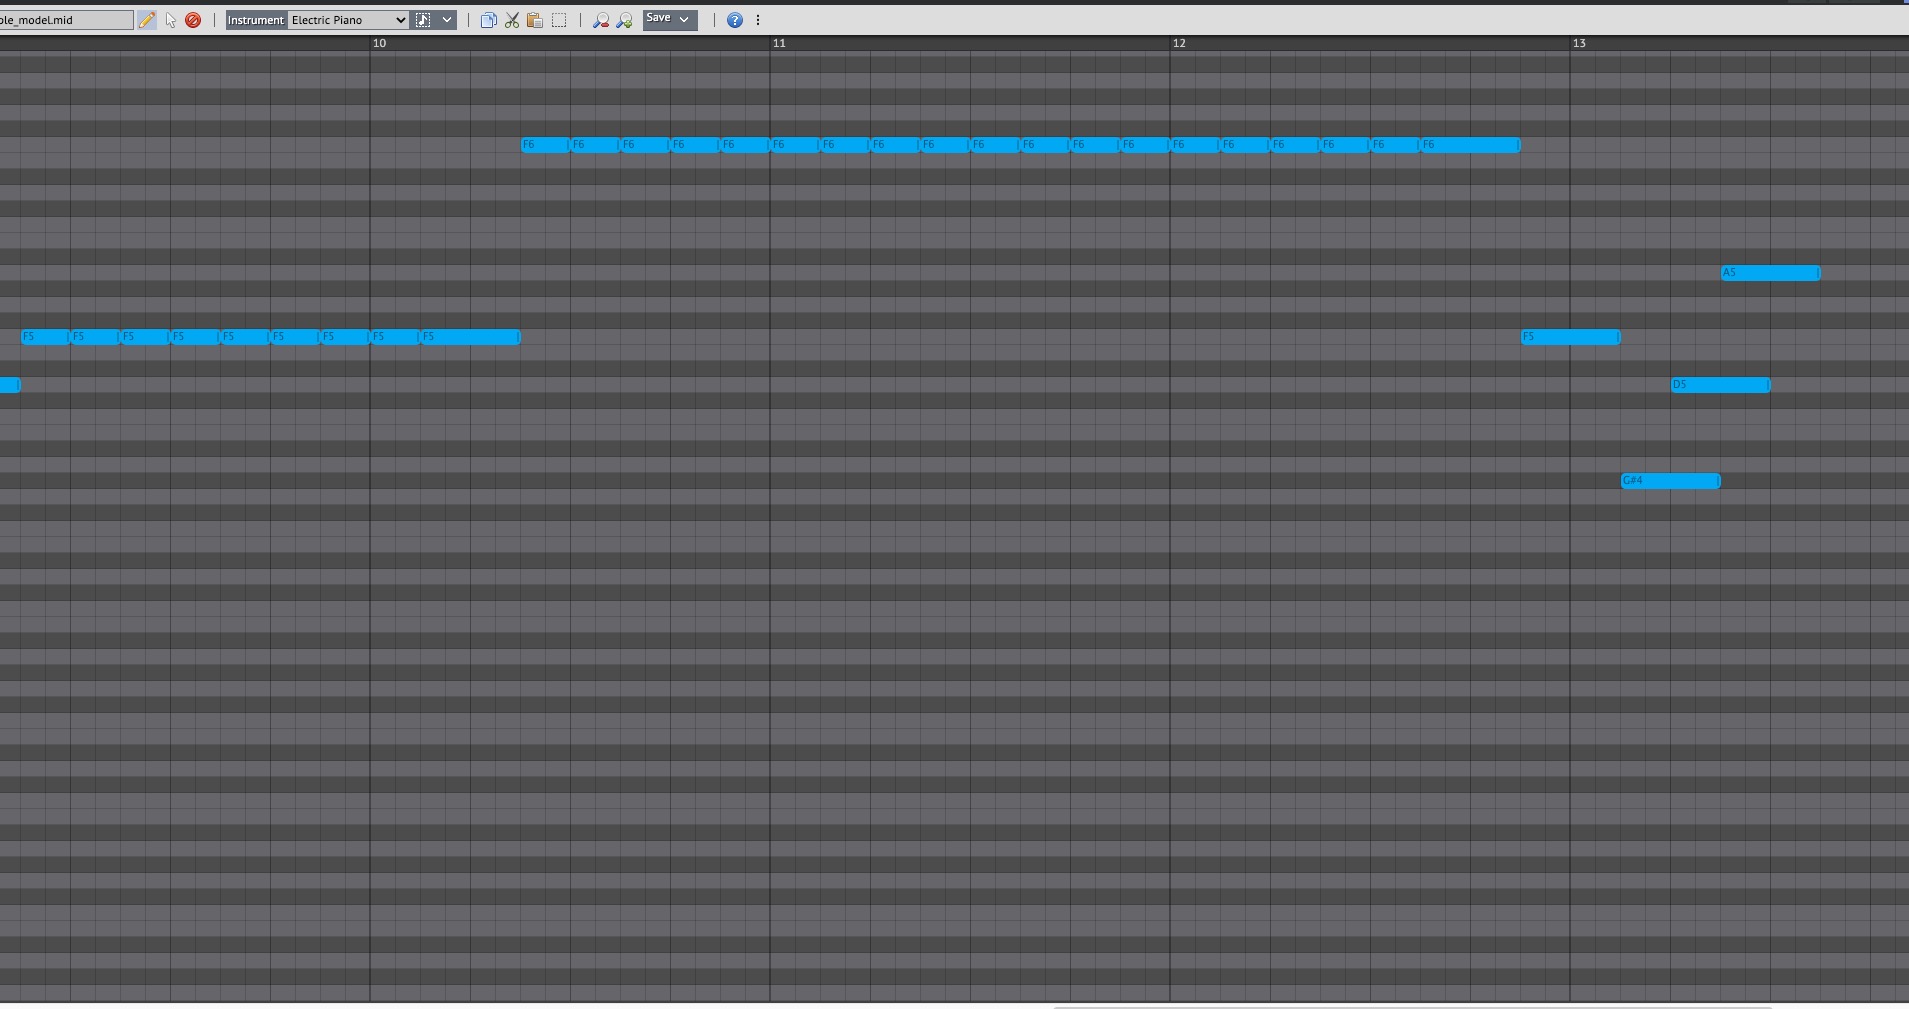 ole_model.mid Instrument Electric Piano Save
10 11 12 13
F6 F6 F6 F6 F6 F6 F6 F6 F6 F6 F6 F6 F6 F6 F6 F6 F6 F6 F6
A5
F5 F5 F5 F5 F5 F5 F5 F5 F5 F5
D5
G#4